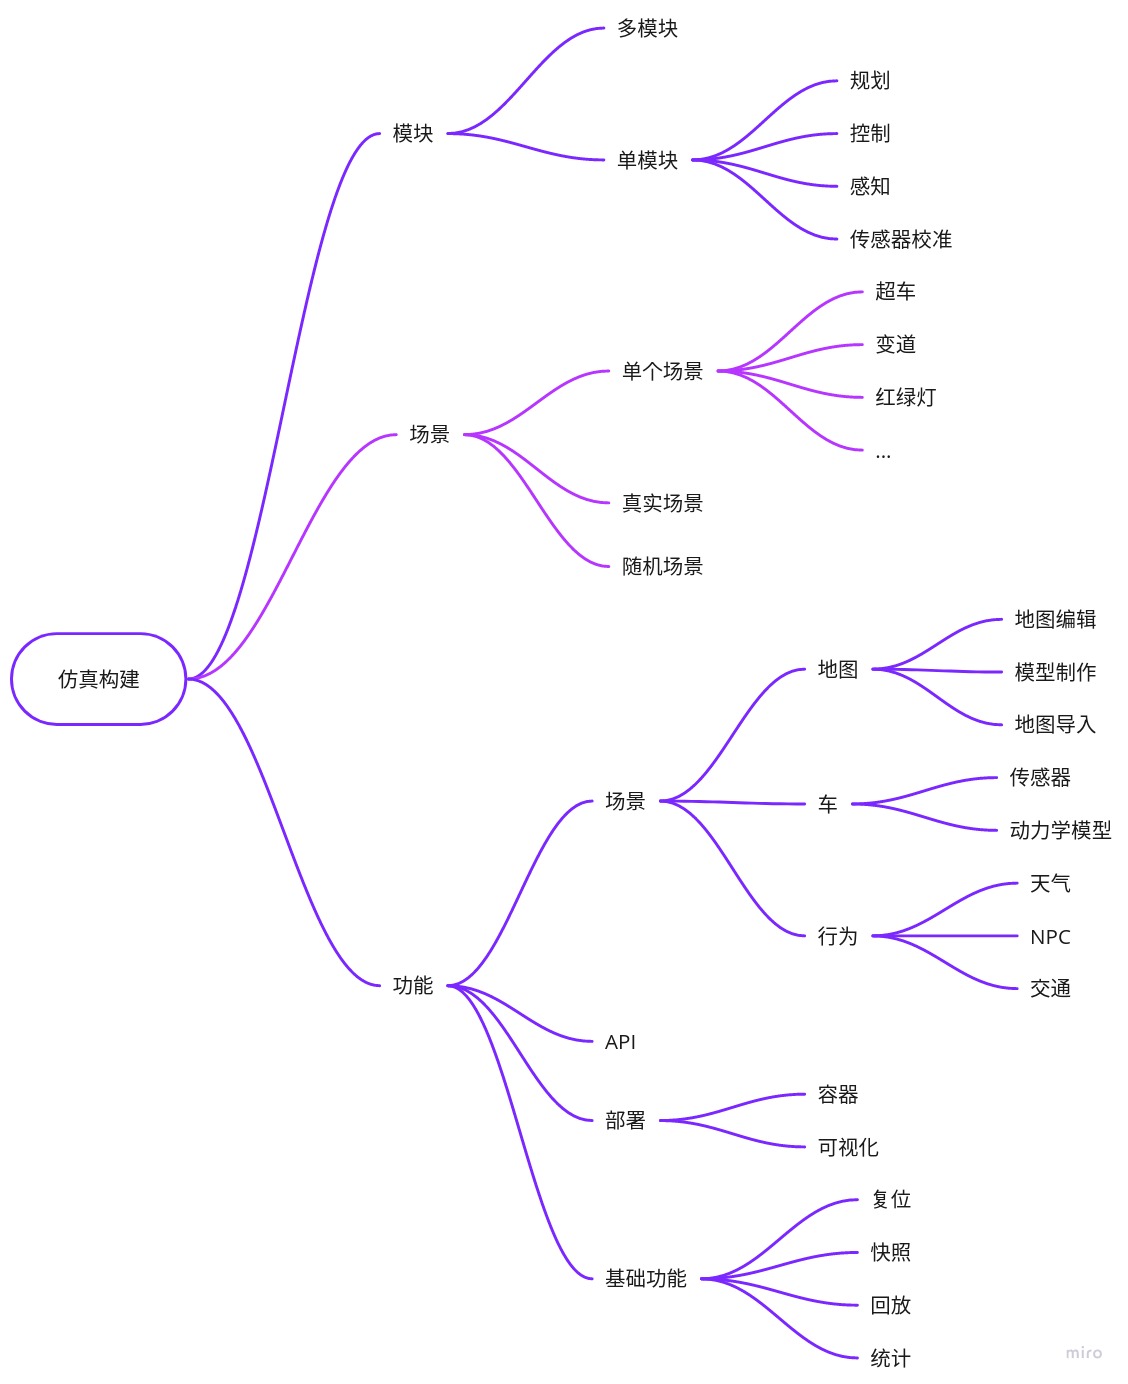 多模块
规划
模块
控制
单模块
感知
传感器校准
超车
变道
单个场景
红绿灯
场景
...
真实场景
随机场景
地图编辑
地图
模型制作
仿真构建
地图导入
传感器
场景
车
动力学模型
天气
行为
NPC
功能
交通
API
容器
部署
可视化
复位
快照
基础功能
回放
统计
miro